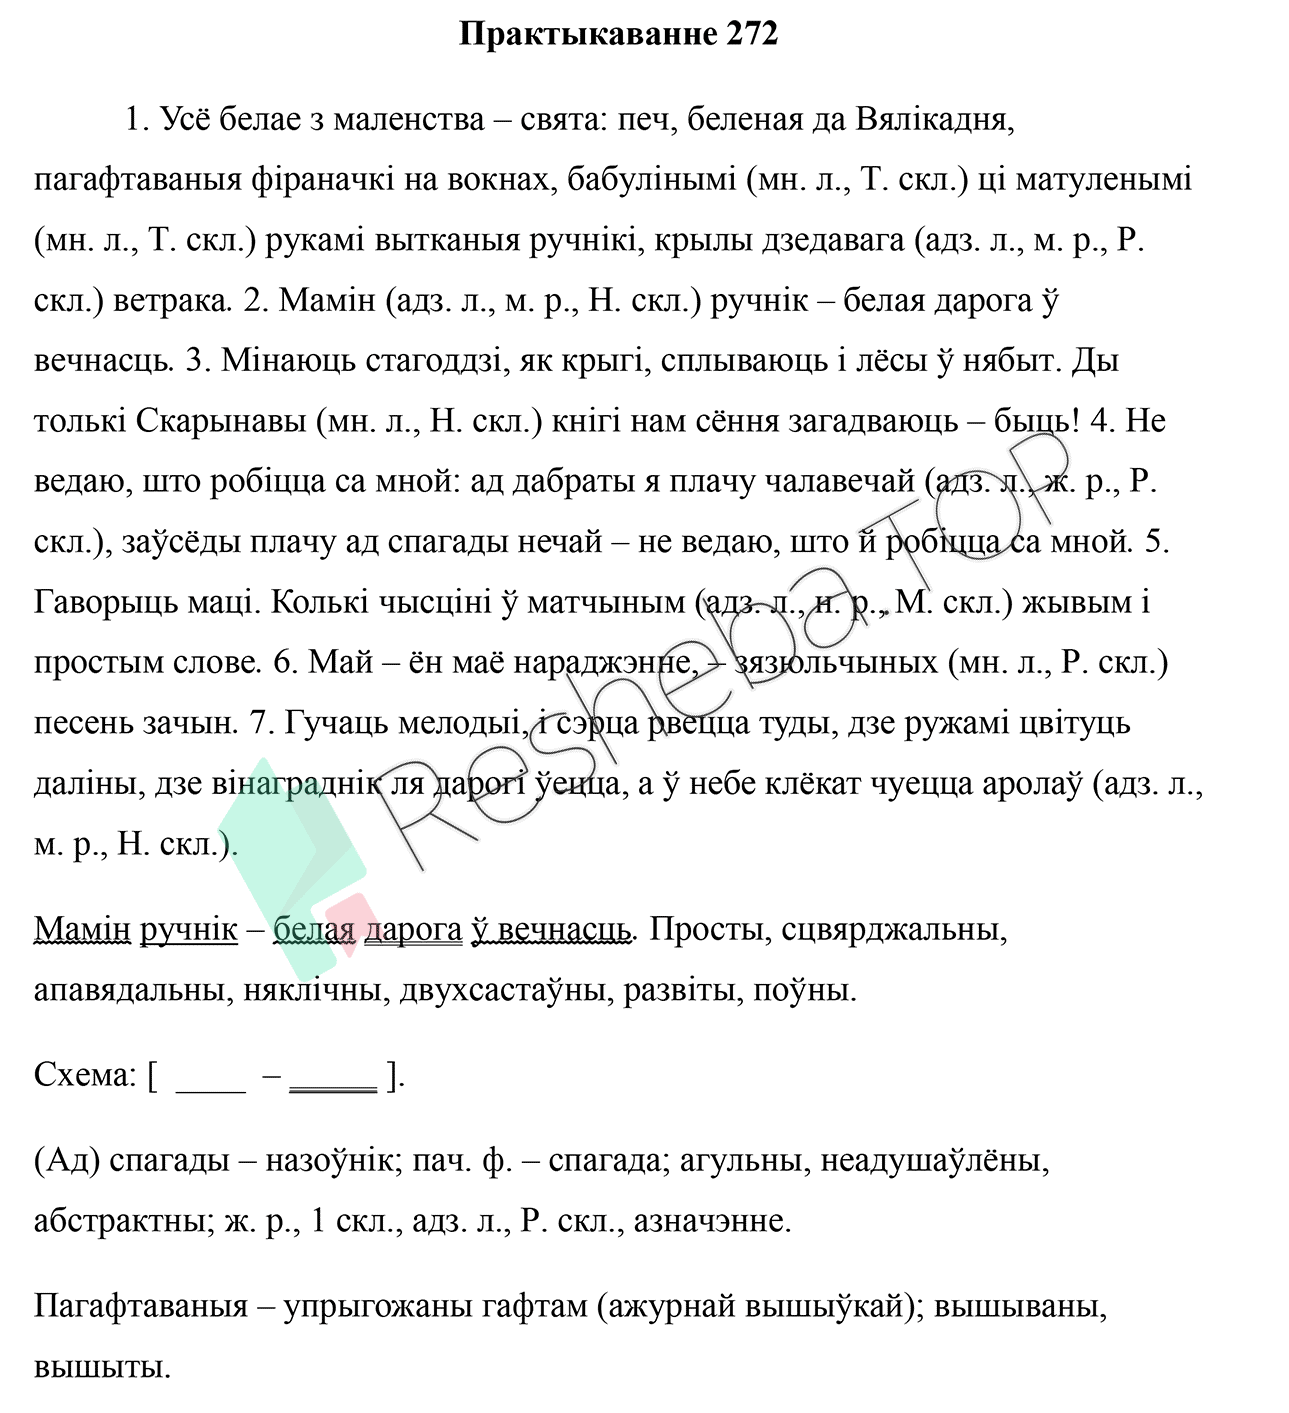 Практыкаванне 272
1. Усё белае з маленства – свята: печ, беленая да Вялікадня,
пагафтаваныя фіраначкі на вокнах, бабулінымі (мн. л., Т. скл.) ці матуленымі
(мн. л., Т. скл.) рукамі вытканыя ручнікі, крылы дзедавага (адз. л., м. р., Р.
скл.) ветрака. 2. Мамін (адз. л., м. р., Н. скл.) ручнік – белая дарога ў
вечнасць. 3. Мінаюць стагоддзі, як крыгі, сплываюць і лёсы ў нябыт. Ды
толькі Скарынавы (мн. л., Н. скл.) кнігі нам сёння загадваюць – быць! 4. Не
ведаю, што робіцца са мной: ад дабраты я плачу чалавечай (адз. л., ж. р., Р.
скл.), заўсёды плачу ад спагады нечай – не ведаю, што й робіцца са мной. 5.
Гаворыць маці. Колькі чысціні ў матчыным (адз. л., н. р., М. скл.) жывым і
простым слове. 6. Май – ён маё нараджэнне, – зязюльчыных (мн. л., Р. скл.)
песень зачын. 7. Гучаць мелодыі, і сэрца рвецца туды, дзе ружамі цвітуць
даліны, дзе вінаграднік ля дарогі ўецца, а ў небе клёкат чуецца аролаў (адз. л.,
м. р., Н. скл.).
Мамін ручнік – белая дарога ў вечнасць. Просты, сцвярджальны,
апавядальны, няклічны, двухсастаўны, развіты, поўны.
Схема: [ ____ – _____ ].
(Ад) спагады – назоўнік; пач. ф. – спагада; агульны, неадушаўлёны,
абстрактны; ж. р., 1 скл., адз. л., Р. скл., азначэнне.
Пагафтаваныя – упрыгожаны гафтам (ажурнай вышыўкай); вышываны,
вышыты.
Resheba.TOP